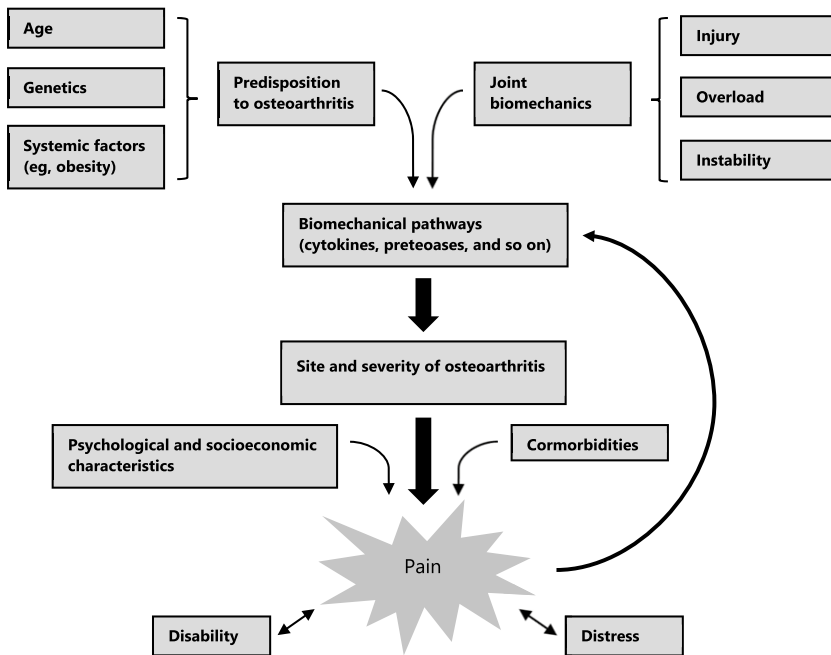 Age
Genetics
Systemic factors
(eg, obesity)
Predisposition
to osteoarthritis
Joint
biomechanics
Injury
Overload
Instability
Biomechanical pathways
(cytokines, preteoases, and so on)
Site and severity of osteoarthritis
Psychological and socioeconomic
characteristics
Cormorbidities
Pain
Disability
Distress